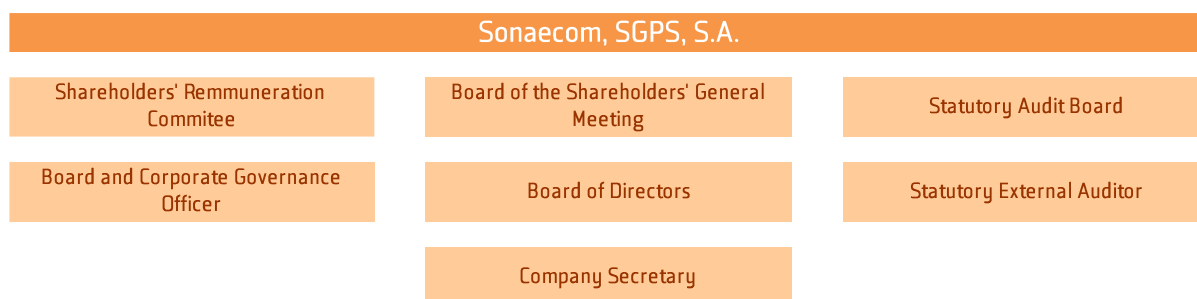 Sonaecom, SGPS, S.A.
Shareholders' Remmuneration
Commitee
Board of the Shareholders' General
Meeting
Statutory Audit Board
Board and Corporate Governance
Officer
Board of Directors
Statutory External Auditor
Company Secretary